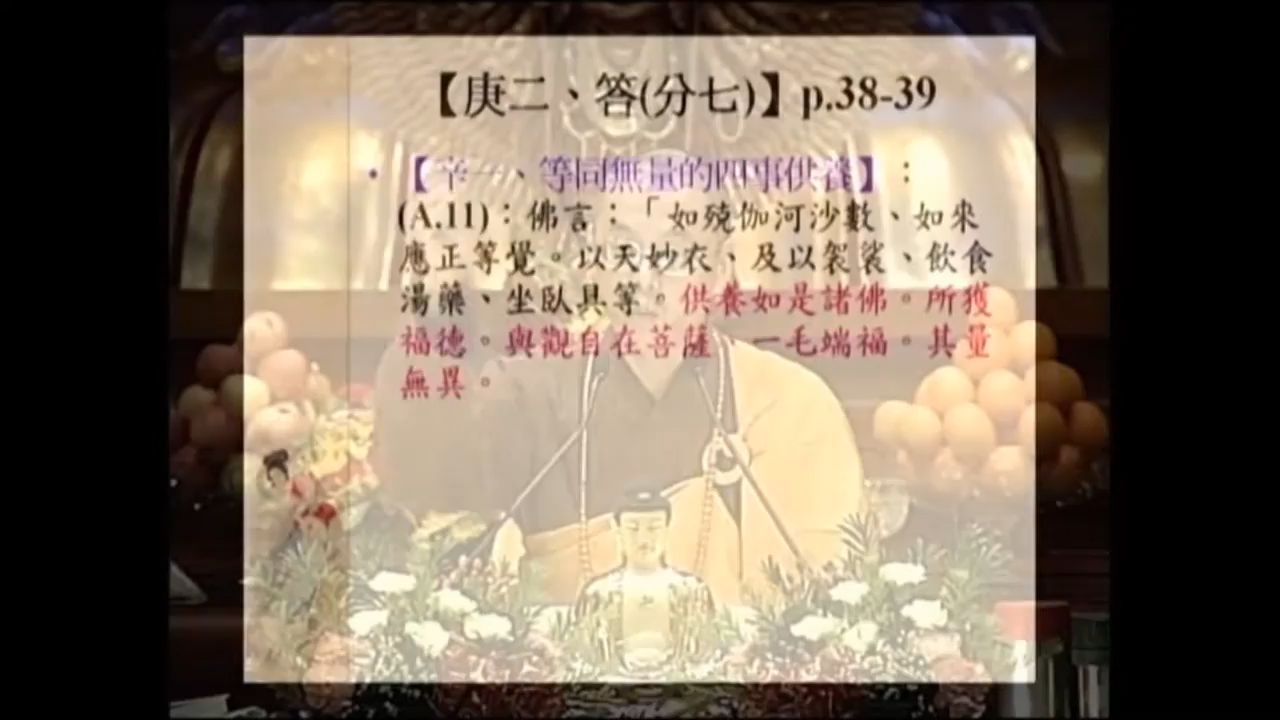 【庚二、答(分七)】p.38-39
•【辛一、等同無量的四事供養】：
(A.11)：佛言：「如殑伽河沙數、如來
應正等覺。以天妙衣、及以袈裟、飲食
湯藥、坐臥具等。供養如是諸佛。所獲
福德。與觀自在菩薩、一毛端福。其量
無異。